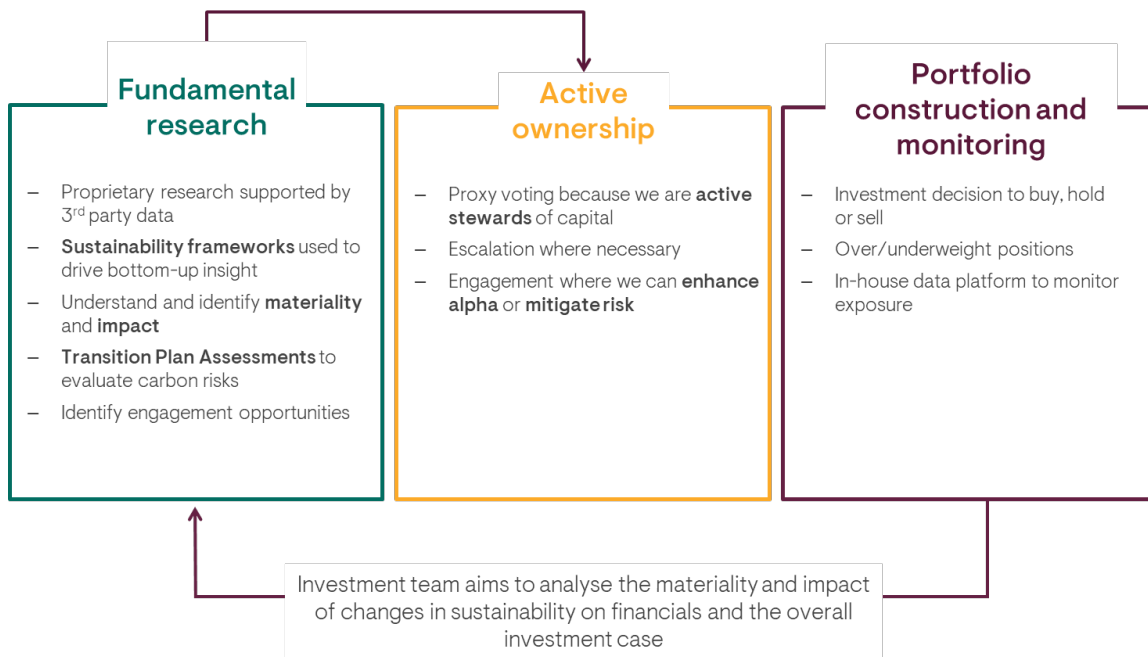 Fundamental
research
– Proprietary research supported by
3rd party data
– Sustainability frameworks used to
drive bottom-up insight
– Understand and identify materiality
and impact
– Transition Plan Assessments to
evaluate carbon risks
– Identify engagement opportunities
Active
ownership
– Proxy voting because we are active
stewards of capital
– Escalation where necessary
– Engagement where we can enhance
alpha or mitigate risk
Portfolio
construction and
monitoring
– Investment decision to buy, hold
or sell
– Over/underweight positions
– In-house data platform to monitor
exposure
Investment team aims to analyse the materiality and impact
of changes in sustainability on financials and the overall
investment case